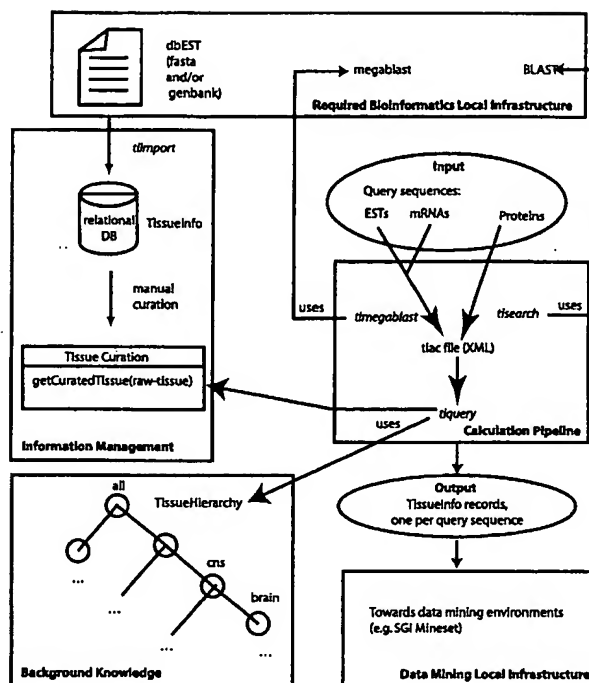 dbEST
(fasta
and/or
genbank)
megablast
BLAST
Required Bioinformatics Local Infrastructure
tiimport
relational
DB
TissueInfo
manual
curation
Tissue Curation
getCuratedTissue(raw-tissue)
Information Management
Input
Query sequences:
ESTs mRNAs Proteins
uses
timegablast
tisearch
uses
tiac file (XML)
tiquery
uses
Calculation Pipeline
all
TissueHierarchy
...
...
cns
brain
...
...
Background Knowledge
Output
TissueInfo records,
one per query sequence
Towards data mining environments
(e.g. SGI Mineset)
Data Mining Local Infrastructure